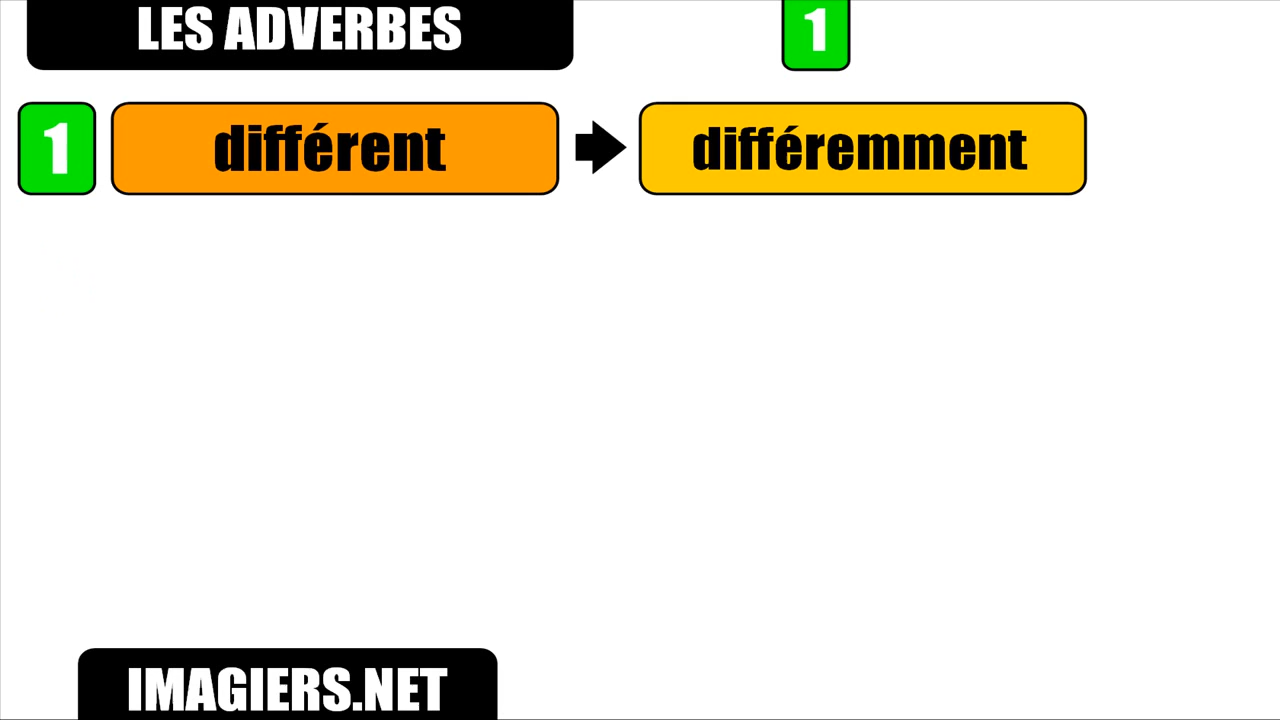 LES ADVERBES
1
1
différent
différemment
IMAGIERS.NET